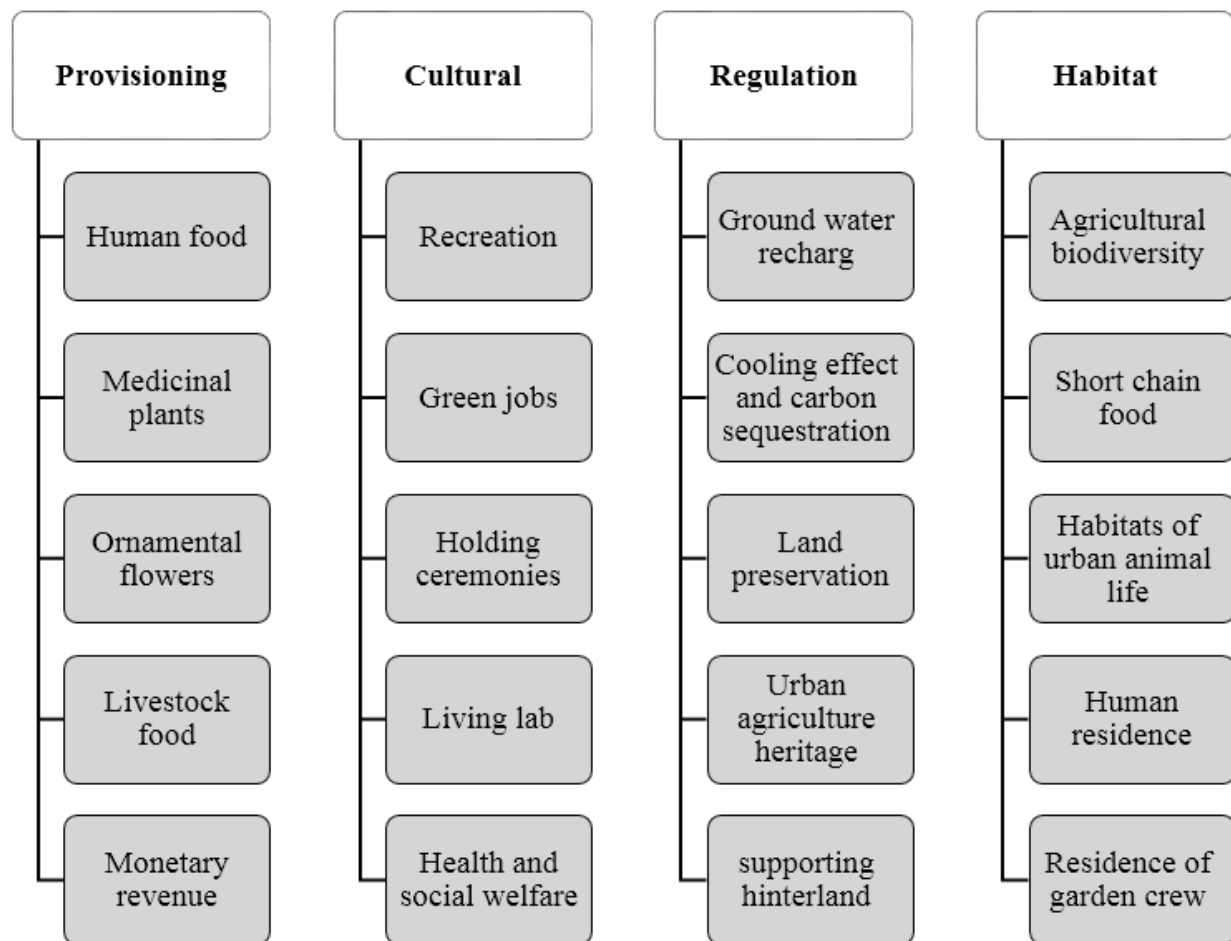 Provisioning
Human food
Medicinal
plants
Ornamental
flowers
Livestock
food
Monetary
revenue
Cultural
Recreation
Green jobs
Holding
ceremonies
Living lab
Health and
social welfare
Regulation
Ground water
recharg
Cooling effect
and carbon
sequestration
Land
preservation
Urban
agriculture
heritage
supporting
hinterland
Habitat
Agricultural
biodiversity
Short chain
food
Habitats of
urban animal
life
Human
residence
Residence of
garden crew